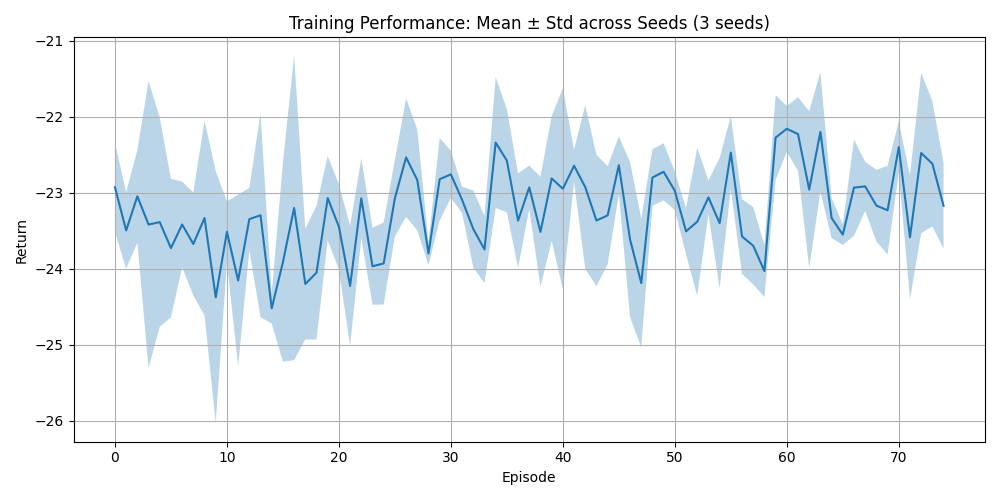 Training Performance: Mean ± Std across Seeds (3 seeds)
Return
−21
−22
−23
−24
−25
−26
0 10 20 30 40 50 60 70
Episode